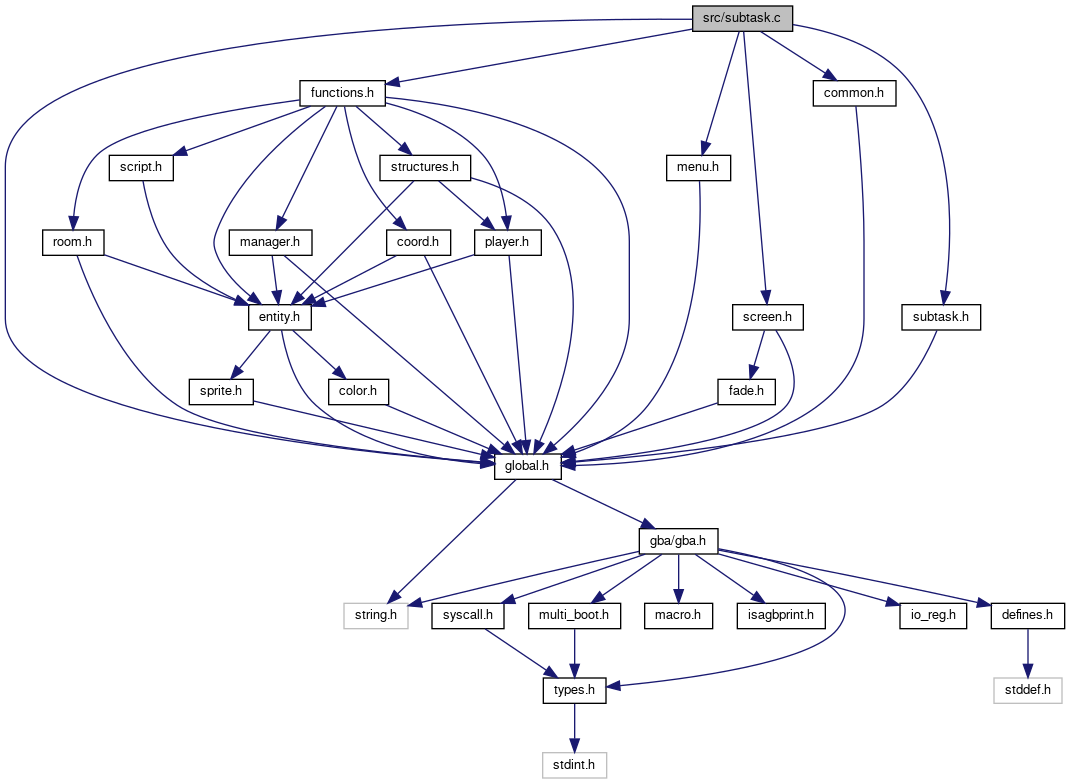 src/subtask.c
functions.h
common.h
script.h
structures.h
menu.h
room.h
manager.h
coord.h
player.h
entity.h
screen.h
subtask.h
sprite.h
color.h
fade.h
global.h
gba/gba.h
string.h
syscall.h
multi_boot.h
macro.h
isagbprint.h
io_reg.h
defines.h
types.h
stddef.h
stdint.h